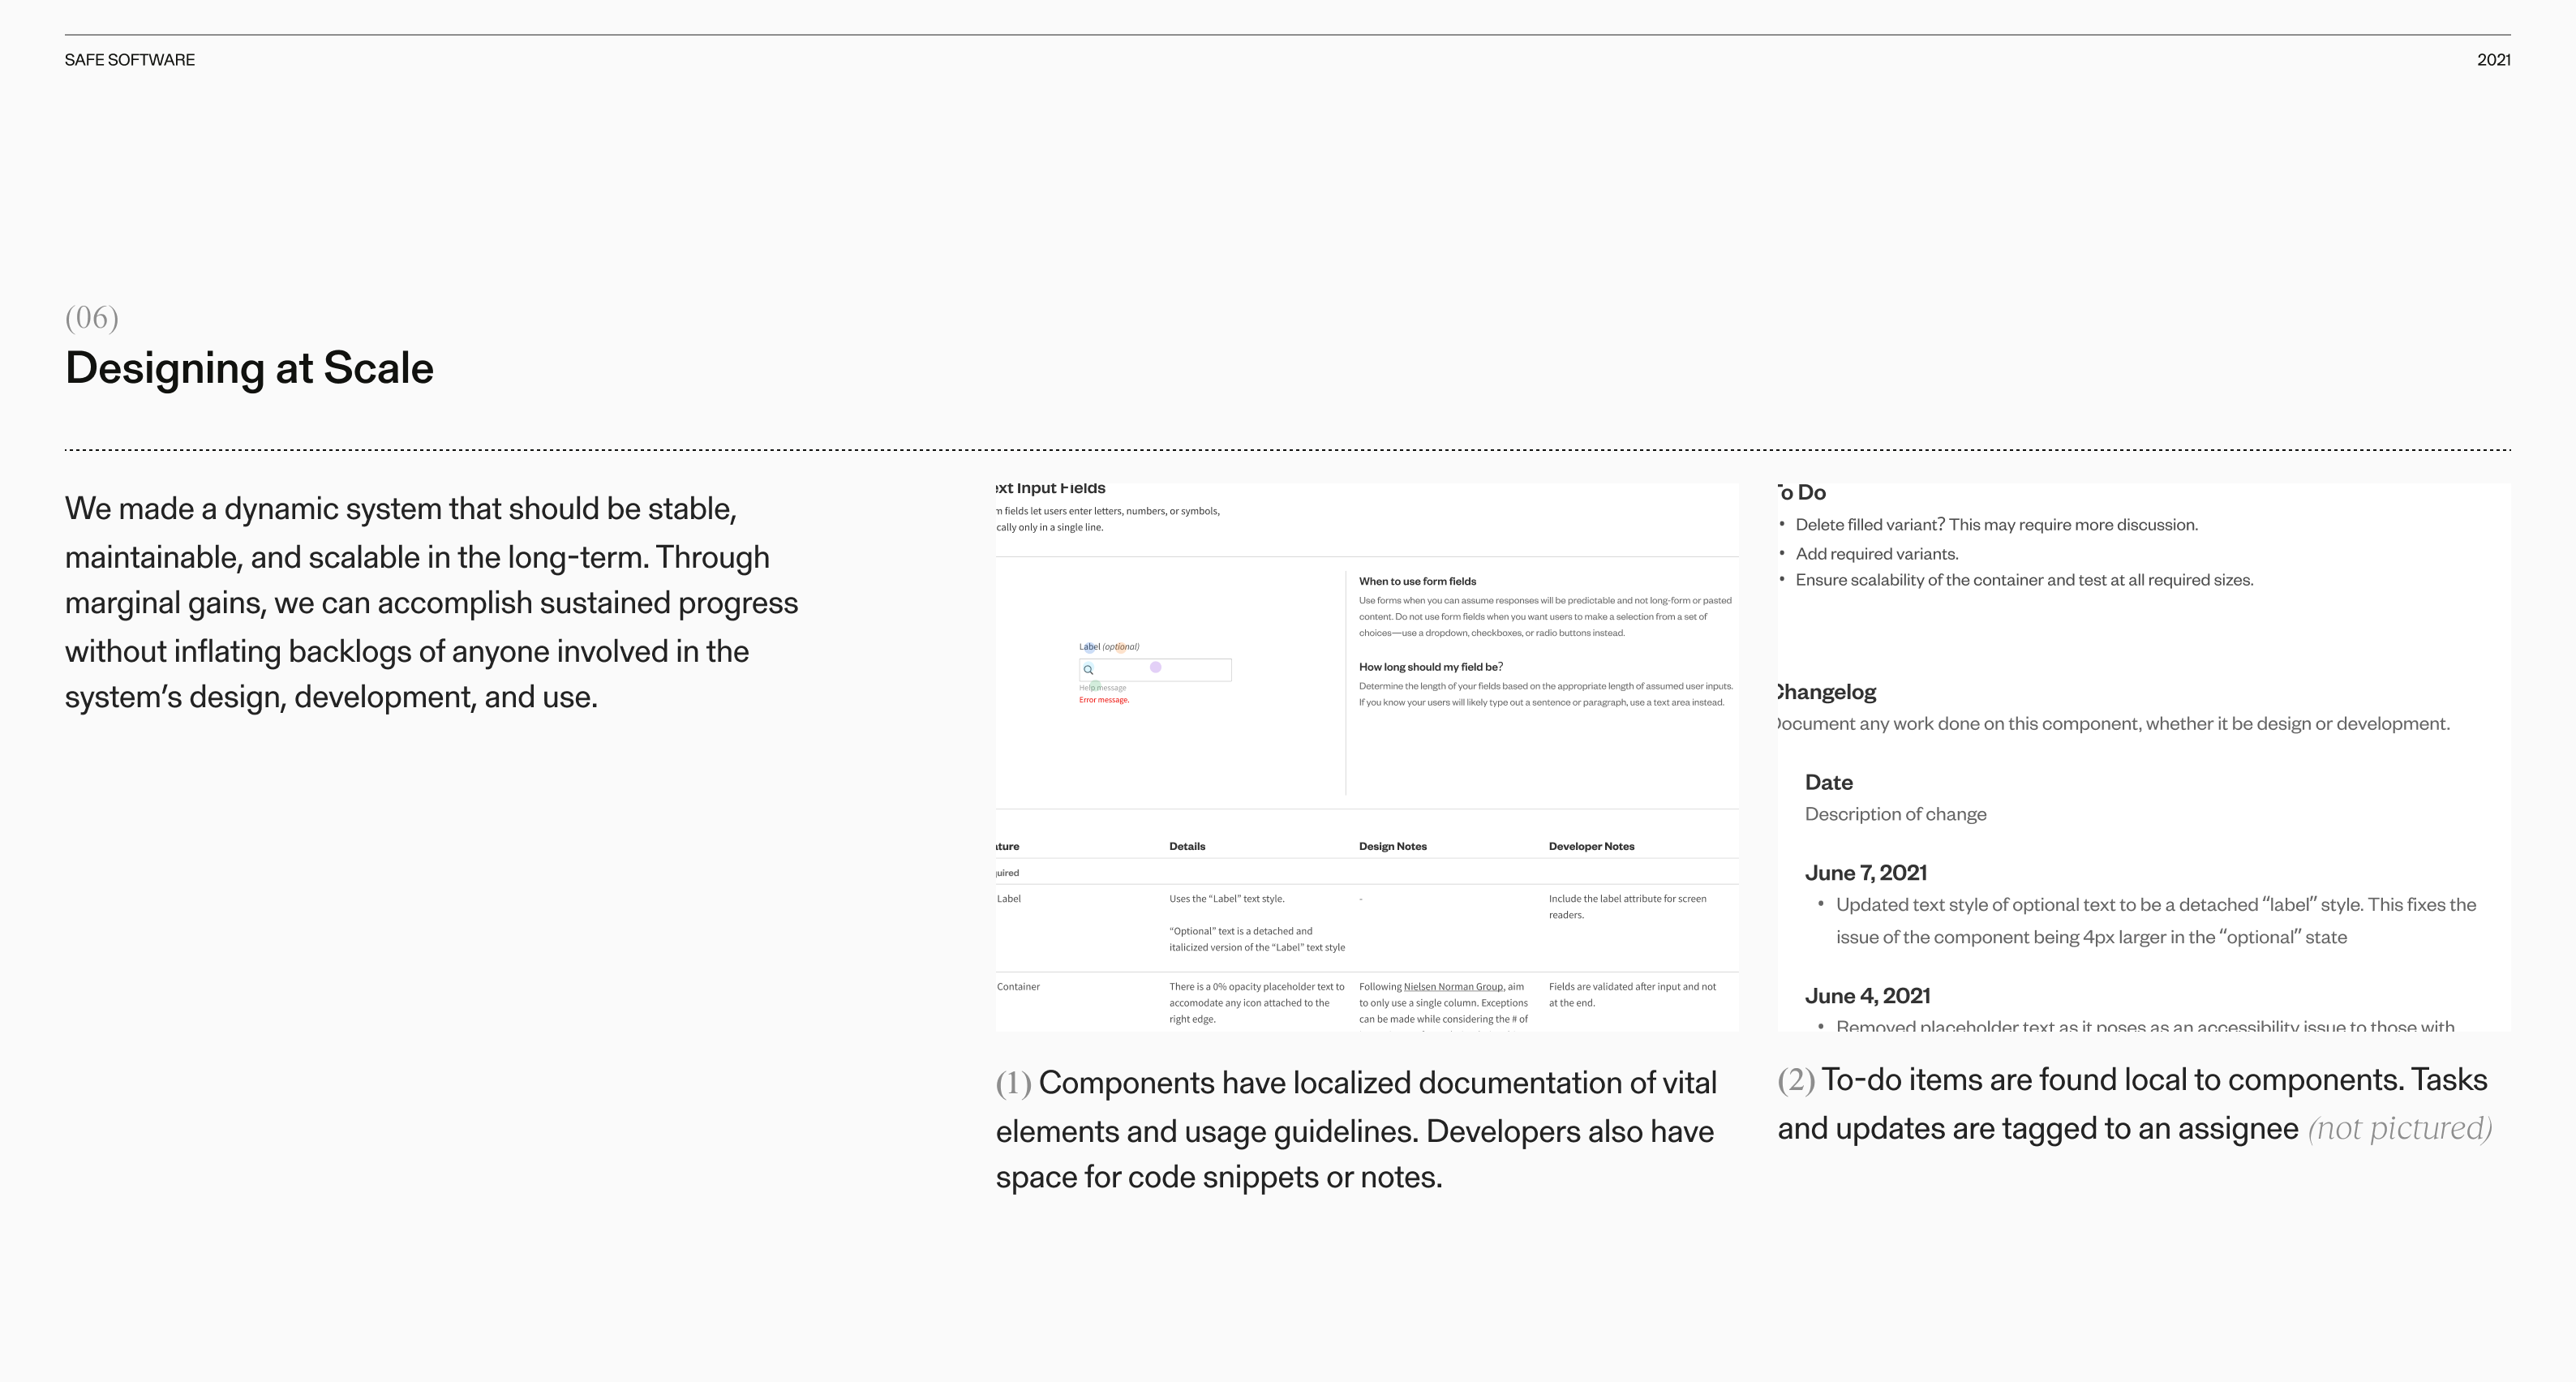 SAFE SOFTWARE
2021
(06)
Designing at Scale
We made a dynamic system that should be stable,
maintainable, and scalable in the long-term. Through
marginal gains, we can accomplish sustained progress
without inflating backlogs of anyone involved in the
system’s design, development, and use.
ext Input Fields
m fields let users enter letters, numbers, or symbols,
cally only in a single line.
Label (optional)
Help message
Error message.
When to use form fields
Use forms when you can assume responses will be predictable and not long-form or pasted
content. Do not use form fields when you want users to make a selection from a set of
choices—use a dropdown, checkboxes, or radio buttons instead.
How long should my field be?
Determine the length of your fields based on the appropriate length of assumed user inputs.
If you know your users will likely type out a sentence or paragraph, use a text area instead.
ature Details Design Notes Developer Notes
quired
Label
Uses the “Label” text style.
“Optional” text is a detached and
italicized version of the “Label” text style
-
Include the label attribute for screen
readers.
Container
There is a 0% opacity placeholder text to
accomodate any icon attached to the
right edge.
Following Nielsen Norman Group, aim
to only use a single column. Exceptions
can be made while considering the # of
Fields are validated after input and not
at the end.
(1) Components have localized documentation of vital
elements and usage guidelines. Developers also have
space for code snippets or notes.
To Do
• Delete filled variant? This may require more discussion.
• Add required variants.
• Ensure scalability of the container and test at all required sizes.
Changelog
Document any work done on this component, whether it be design or development.
Date
Description of change
June 7, 2021
• Updated text style of optional text to be a detached “label” style. This fixes the
issue of the component being 4px larger in the “optional” state
June 4, 2021
• Removed placeholder text as it poses as an accessibility issue to those with
(2) To-do items are found local to components. Tasks
and updates are tagged to an assignee (not pictured)